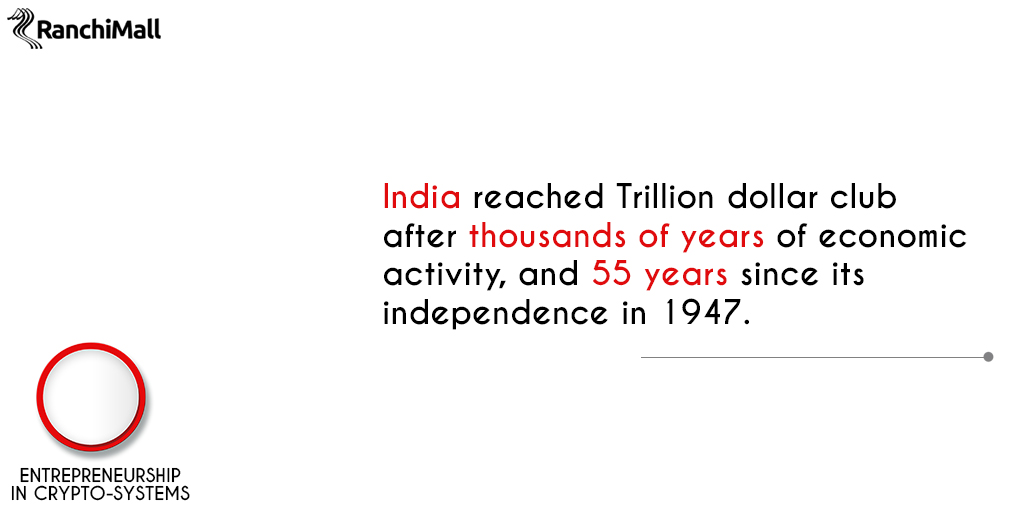 RanchiMall
India reached Trillion dollar club
after thousands of years of economic
activity, and 55 years since its
independence in 1947.
ENTREPRENEURSHIP
IN CRYPTO-SYSTEMS